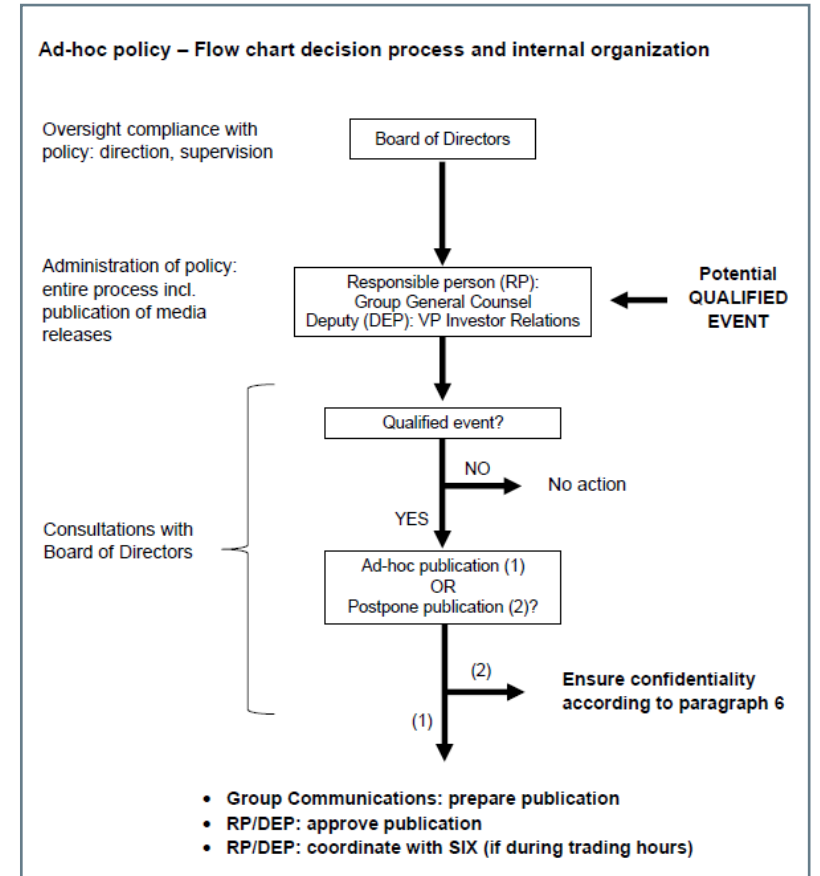 Ad-hoc policy – Flow chart decision process and internal organization
Oversight compliance with
policy: direction, supervision
Board of Directors
Administration of policy:
entire process incl.
publication of media
releases
Responsible person (RP):
Group General Counsel
Deputy (DEP): VP Investor Relations
Potential
QUALIFIED
EVENT
Qualified event?
NO
No action
YES
Consultations with
Board of Directors
Ad-hoc publication (1)
OR
Postpone publication (2)?
(2)
Ensure confidentiality
according to paragraph 6
(1)
• Group Communications: prepare publication
• RP/DEP: approve publication
• RP/DEP: coordinate with SIX (if during trading hours)